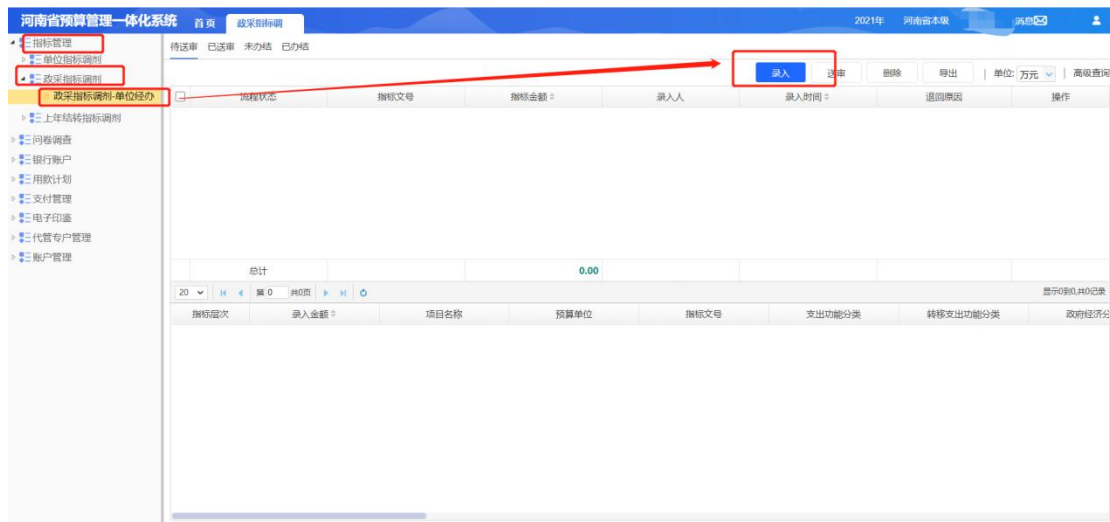 河南省预算管理一体化系统 首页 政采指标调 2021年 河南省本级 消息
指标管理 待送审 已送审 未办结 已办结
单位指标调剂
政采指标调剂 录入 送审 删除 导出 | 单位: 万元 | 高级查询
政采指标调剂-单位经办 流程状态 指标文号 指标金额 录入人 录入时间 退回原因 操作
上年结转指标调剂
问卷调查
银行账户
用款计划
支付管理
电子印鉴
代管专户管理
账户管理
总计 0.00
20 第 0 共0页 显示0到0,共0记录
指标层次 录入金额 项目名称 预算单位 指标文号 支出功能分类 转移支出功能分类 政府经济分